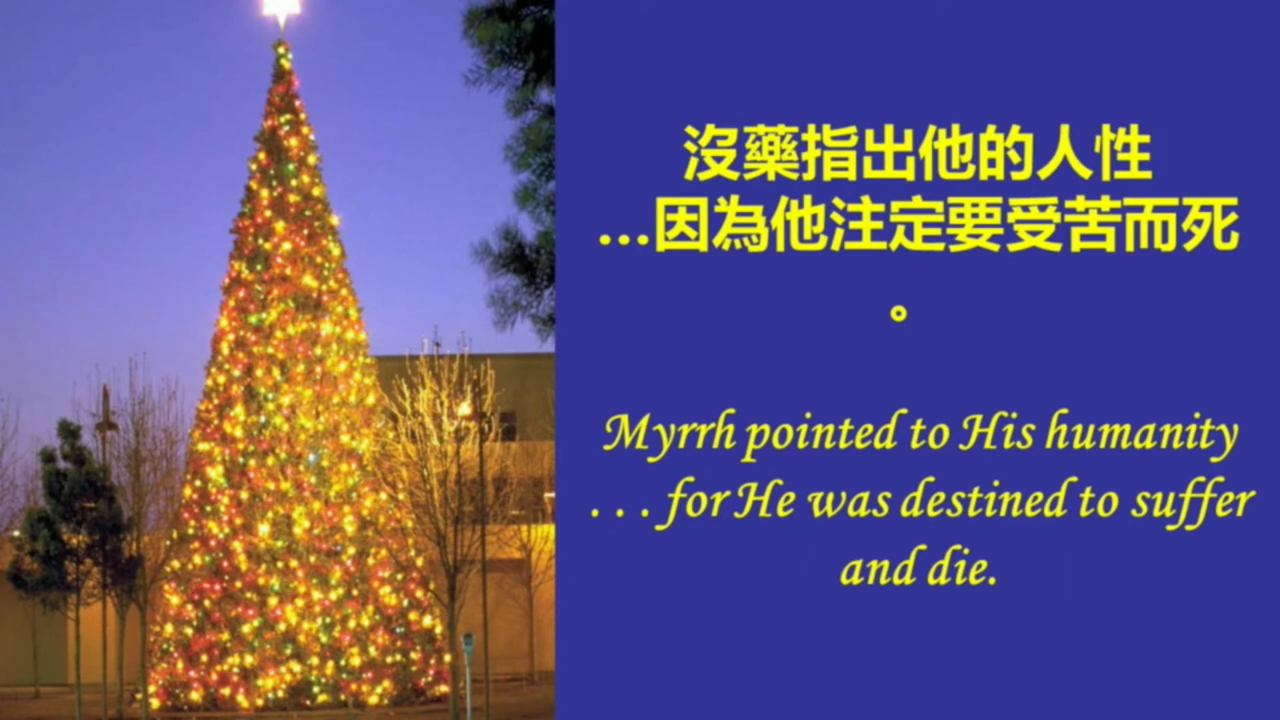 沒藥指出他的人性
…因為他注定要受苦而死
。
Myrrh pointed to His humanity
. . . for He was destined to suffer
and die.